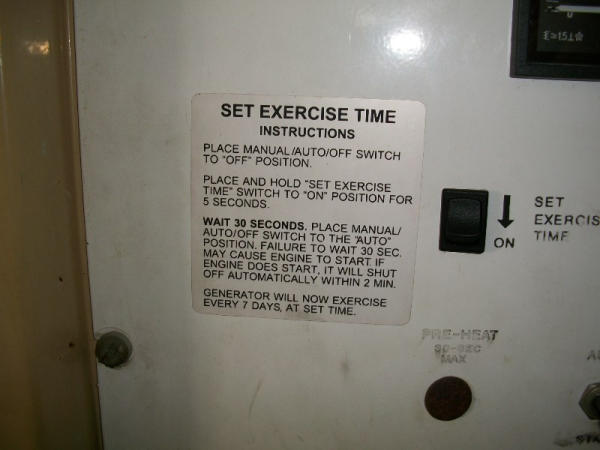 SET EXERCISE TIME
INSTRUCTIONS
PLACE MANUAL/AUTO/OFF SWITCH
TO "OFF" POSITION.
PLACE AND HOLD "SET EXERCISE
TIME" SWITCH TO "ON" POSITION FOR
5 SECONDS.
WAIT 30 SECONDS. PLACE MANUAL/
AUTO/OFF SWITCH TO THE "AUTO"
POSITION. FAILURE TO WAIT 30 SEC.
MAY CAUSE ENGINE TO START. IF
ENGINE DOES START, IT WILL SHUT
OFF AUTOMATICALLY WITHIN 2 MIN.
GENERATOR WILL NOW EXERCISE
EVERY 7 DAYS, AT SET TIME.
SET
EXERCIS
TIME
ON
PRE-HEAT
MAX
0